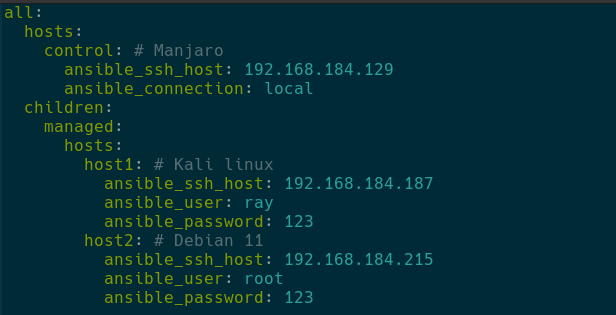 all:
  hosts:
    control: # Manjaro
      ansible_ssh_host: 192.168.184.129
      ansible_connection: local
  children:
    managed:
      hosts:
        host1: # Kali linux
          ansible_ssh_host: 192.168.184.187
          ansible_user: ray
          ansible_password: 123
        host2: # Debian 11
          ansible_ssh_host: 192.168.184.215
          ansible_user: root
          ansible_password: 123